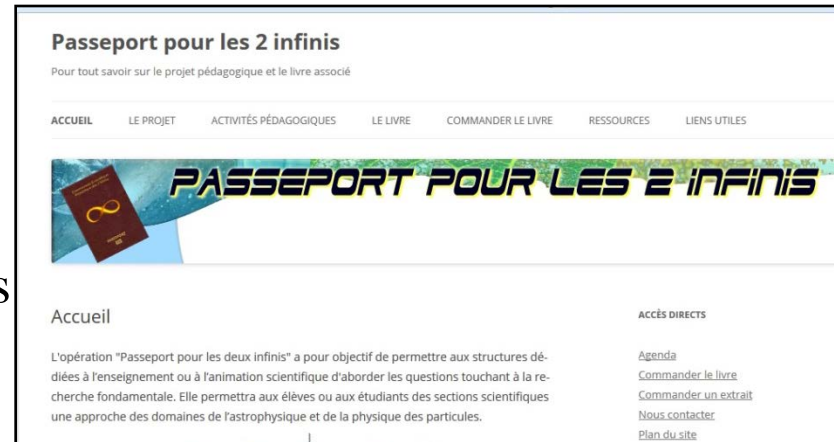 Passeport pour les 2 infinis
Pour tout savoir sur le projet pédagogique et le livre associé
ACCUEIL LE PROJET ACTIVITÉS PÉDAGOGIQUES LE LIVRE COMMANDER LE LIVRE RESSOURCES LIENS UTILES
PASSEPORT POUR LES 2 INFINIS
s
Accueil
L'opération "Passeport pour les deux infinis" a pour objectif de permettre aux structures dé-
diées à l'enseignement ou à l'animation scientifique d'aborder les questions touchant à la re-
cherche fondamentale. Elle permettra aux élèves ou aux étudiants des sections scientifiques
une approche des domaines de l'astrophysique et de la physique des particules.
ACCÈS DIRECTS
Agenda
Commander le livre
Commander un extrait
Nous contacter
Plan du site